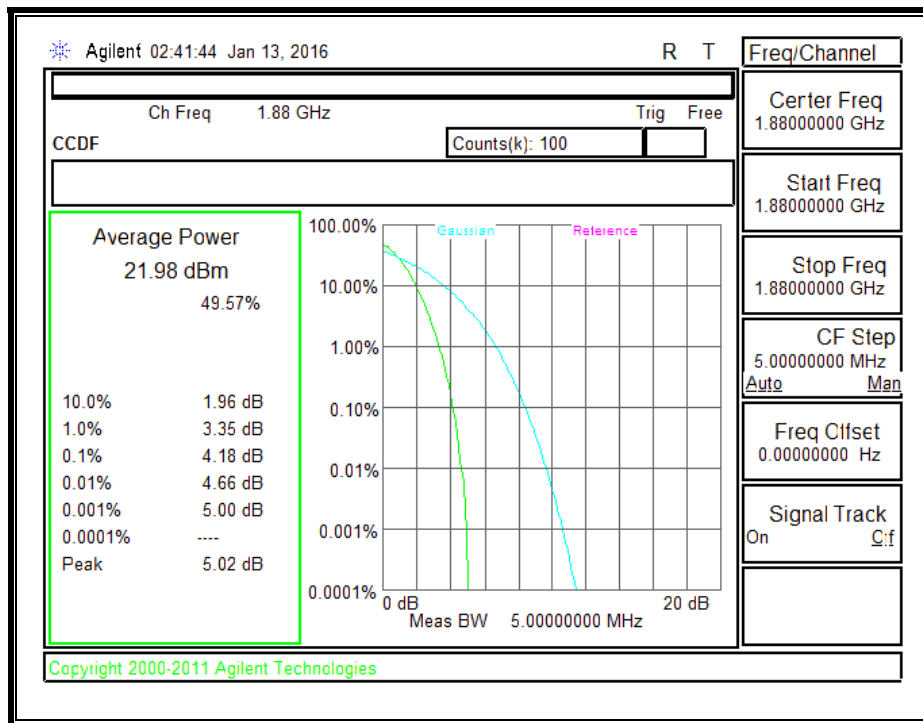 Agilent 02:41:44 Jan 13, 2016 R T
Freq/Channel
Ch Freq 1.88 GHz Trig Free
CCDF Counts(k): 100
Center Freq
1.88000000 GHz
Start Freq
1.88000000 GHz
Stop Freq
1.88000000 GHz
CF Step
5.00000000 MHz
Auto Man
Freq Offset
0.00000000 Hz
Signal Track
On Off
Average Power
21.98 dBm
49.57%
10.0% 1.96 dB
1.0% 3.35 dB
0.1% 4.18 dB
0.01% 4.66 dB
0.001% 5.00 dB
0.0001% ----
Peak 5.02 dB
Gaussian Reference
100.00%
10.00%
1.00%
0.10%
0.01%
0.001%
0.0001%
0 dB 20 dB
Meas BW 5.00000000 MHz
Copyright 2000-2011 Agilent Technologies